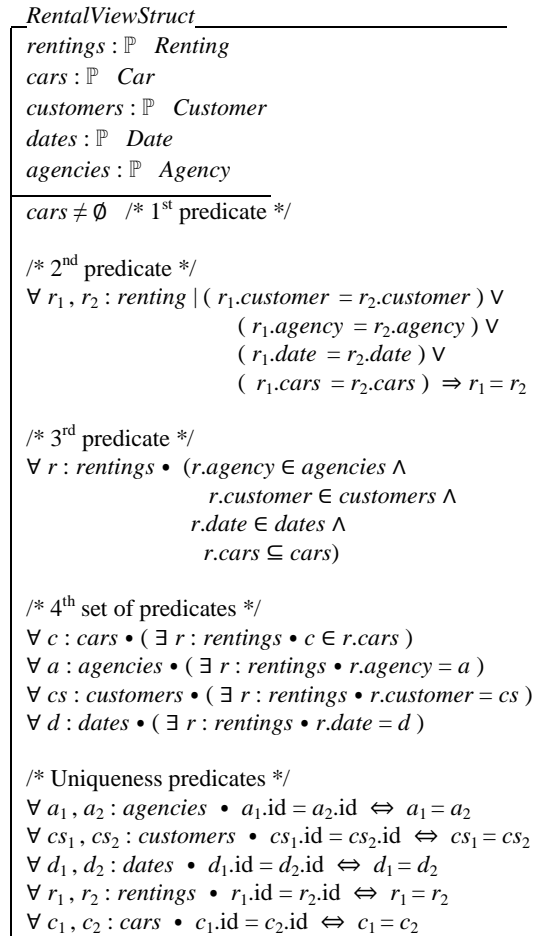 RentalViewStruct
rentings : ℙ Renting
cars : ℙ Car
customers : ℙ Customer
dates : ℙ Date
agencies : ℙ Agency
cars ≠ ∅ /* 1st predicate */
/* 2nd predicate */
∀ r1 , r2 : renting | ( r1.customer = r2.customer ) ∨
( r1.agency = r2.agency ) ∨
( r1.date = r2.date ) ∨
( r1.cars = r2.cars ) ⇒ r1 = r2
/* 3rd predicate */
∀ r : rentings • (r.agency ∈ agencies ∧
r.customer ∈ customers ∧
r.date ∈ dates ∧
r.cars ⊆ cars)
/* 4th set of predicates */
∀ c : cars • ( ∃ r : rentings • c ∈ r.cars )
∀ a : agencies • ( ∃ r : rentings • r.agency = a )
∀ cs : customers • ( ∃ r : rentings • r.customer = cs )
∀ d : dates • ( ∃ r : rentings • r.date = d )
/* Uniqueness predicates */
∀ a1 , a2 : agencies • a1.id = a2.id ⇔ a1 = a2
∀ cs1 , cs2 : customers • cs1.id = cs2.id ⇔ cs1 = cs2
∀ d1 , d2 : dates • d1.id = d2.id ⇔ d1 = d2
∀ r1 , r2 : rentings • r1.id = r2.id ⇔ r1 = r2
∀ c1 , c2 : cars • c1.id = c2.id ⇔ c1 = c2